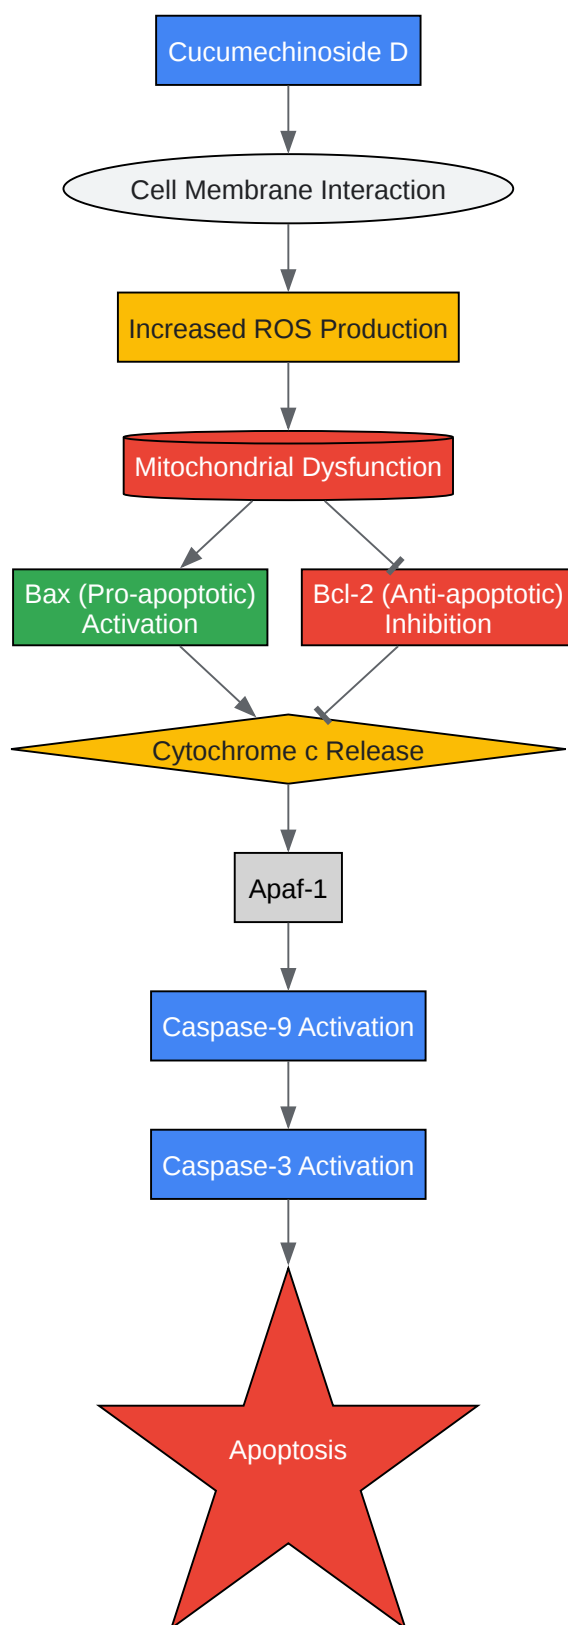 Cucumechinoside D
Cell Membrane Interaction
Increased ROS Production
Mitochondrial Dysfunction
Bax (Pro-apoptotic)
Activation
Bcl-2 (Anti-apoptotic)
Inhibition
Cytochrome c Release
Apaf-1
Caspase-9 Activation
Caspase-3 Activation
Apoptosis